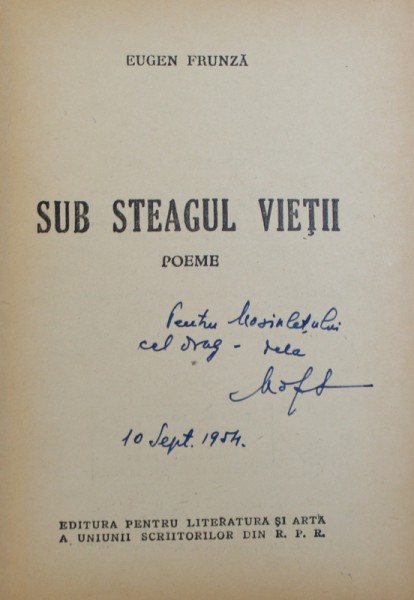 EUGEN FRUNZĂ
SUB STEAGUL VIEŢII
POEME
Pentru
cel drag - dela
10 Sept. 1954.
EDITURA PENTRU LITERATURA ŞI ARTĂ
A UNIUNII SCRIITORILOR DIN R. P. R.